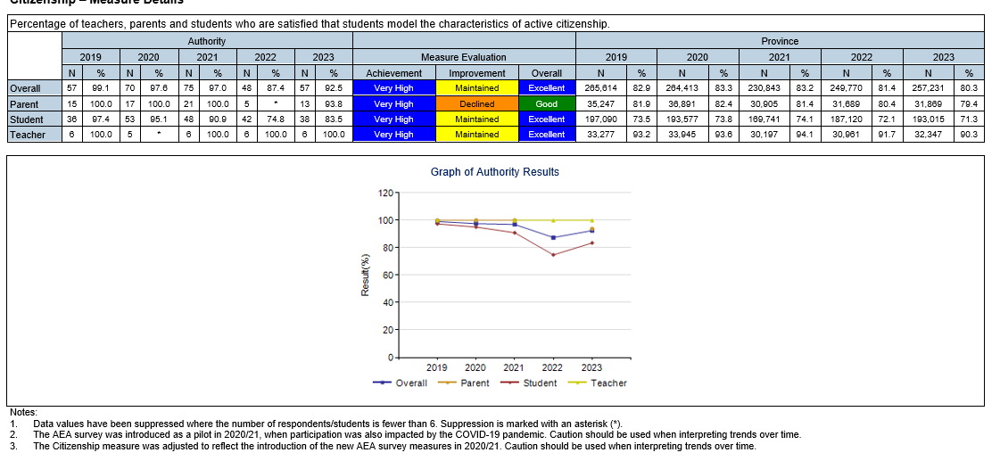 Citizenship – Measure Details
Percentage of teachers, parents and students who are satisfied that students model the characteristics of active citizenship.
Authority Province
2019 2020 2021 2022 2023 Measure Evaluation 2019 2020 2021 2022 2023
N % N % N % N % N % Achievement Improvement Overall N % N % N % N % N %
Overall 57 99.1 70 97.6 75 97.0 48 87.4 57 92.5 Very High Maintained Excellent 265,614 82.9 264,413 83.3 230,843 83.2 249,770 81.4 257,231 80.3
Parent 15 100.0 17 100.0 21 100.0 5 * 13 93.8 Very High Declined Good 35,247 81.9 36,891 82.4 30,905 81.4 31,689 80.4 31,869 79.4
Student 36 97.4 53 95.1 48 90.9 42 74.8 38 83.5 Very High Maintained Excellent 197,090 73.5 193,577 73.8 169,741 74.1 187,120 72.1 193,015 71.3
Teacher 6 100.0 5 * 6 100.0 6 100.0 6 100.0 Very High Maintained Excellent 33,277 93.2 33,945 93.6 30,197 94.1 30,961 91.7 32,347 90.3
Graph of Authority Results
120
100
80
60
40
20
0
Result(%)
2019 2020 2021 2022 2023
Overall Parent Student Teacher
Notes:
1. Data values have been suppressed where the number of respondents/students is fewer than 6. Suppression is marked with an asterisk (*).
2. The AEA survey was introduced as a pilot in 2020/21, when participation was also impacted by the COVID-19 pandemic. Caution should be used when interpreting trends over time.
3. The Citizenship measure was adjusted to reflect the introduction of the new AEA survey measures in 2020/21. Caution should be used when interpreting trends over time.